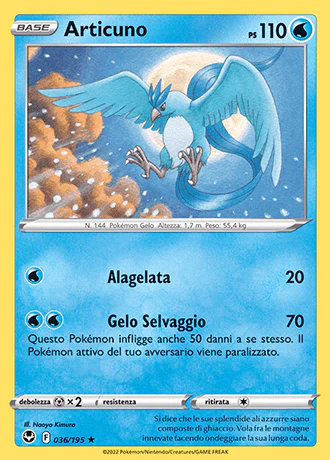 BASE Articuno PS 110
N. 144 Pokémon Gelo Altezza: 1,7 m Peso: 55,4 kg
Alagelata 20
Gelo Selvaggio 70
Questo Pokémon infligge anche 50 danni a se stesso. Il
Pokémon attivo del tuo avversario viene paralizzato.
debolezza ×2 resistenza ritirata
Ill. Naoyo Kimura
Si dice che le sue splendide ali azzurre siano
composte di ghiaccio. Vola fra le montagne
innevate facendo ondeggiare la sua lunga coda.
F 036/195 ★
©2022 Pokémon/Nintendo/Creatures/GAME FREAK